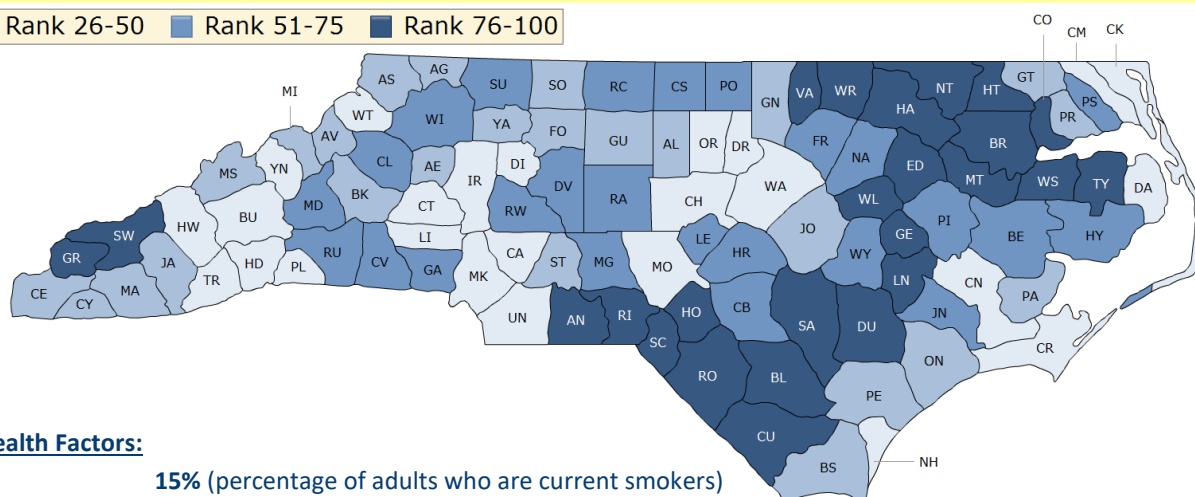 Rank 26-50 Rank 51-75 Rank 76-100
CO
CM
CK
MI
AS AG SU SO RC CS PO GN VA WR HA NT HT GT PS
WT WI AV YA FO GU AL OR DR FR NA BR PR
MS YN CL AE IR DI DV RA WA ED MT WS TY DA
HW BU MD BK CT RW CH WL PI
SW GR JA TR HD PL RU CV LI GA CA ST MG MO LE HR JO WY GE BE HY
CE CY MA MK UN AN RI HO CB SA DU LN CN PA
SC JN CR
RO BL PE ON
CU BS NH
ealth Factors:
15% (percentage of adults who are current smokers)